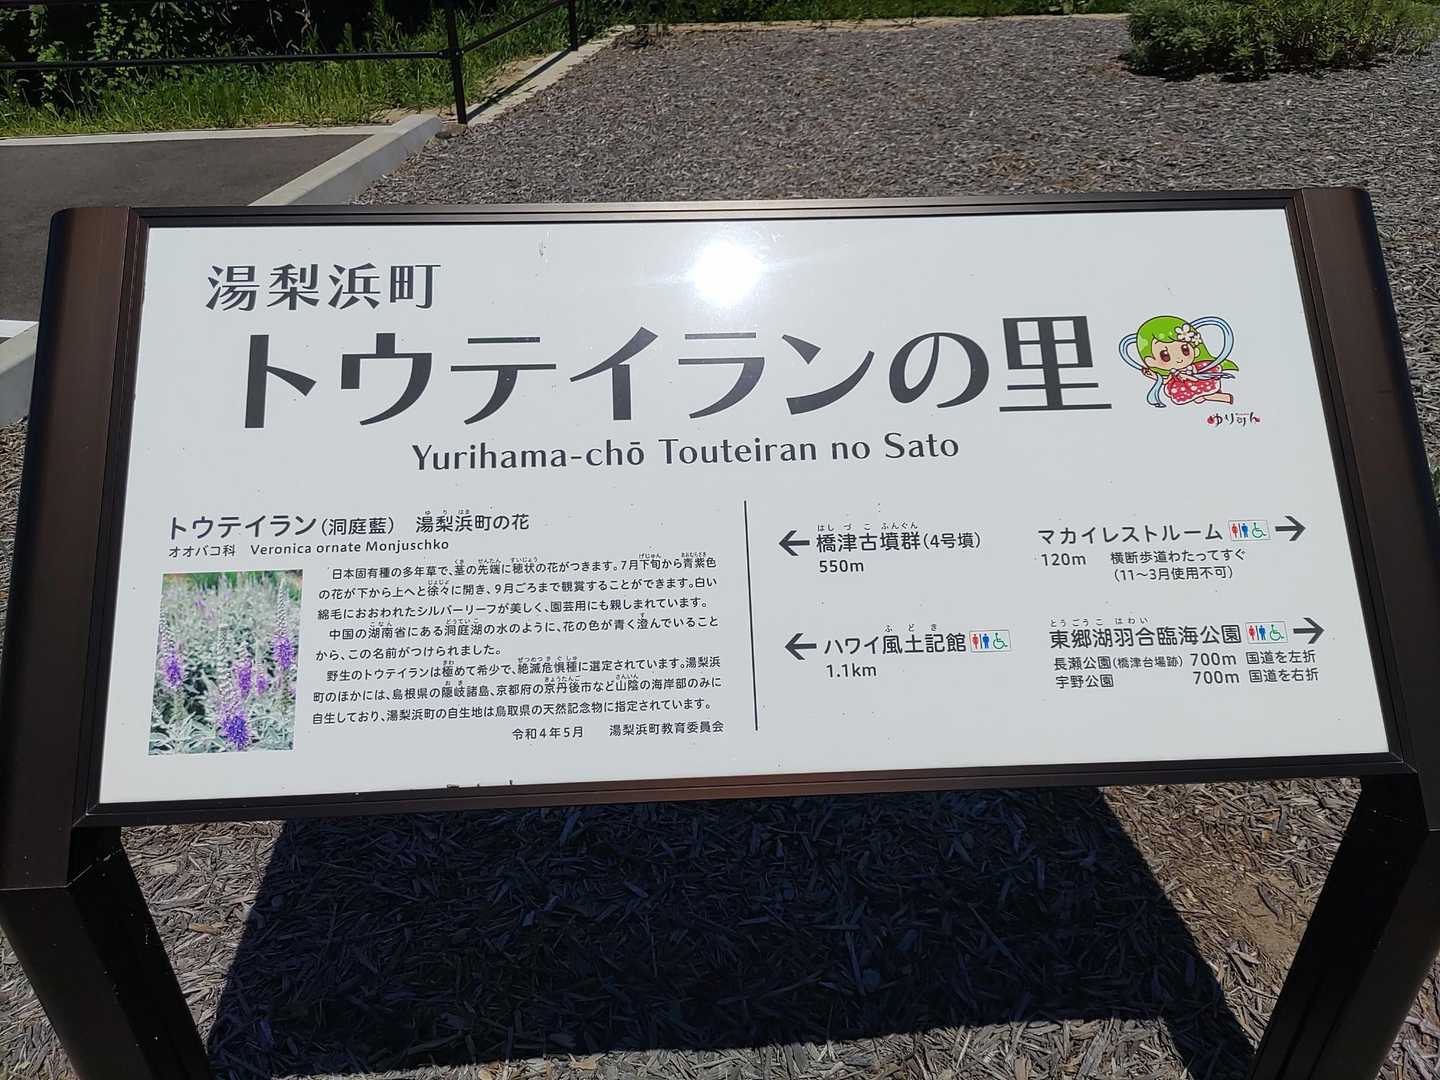 湯梨浜町
トウテイランの里
ゆりりん
Yurihama-chō Touteiran no Sato
トウテイラン(洞庭藍) 湯梨浜町の花
オオバコ科 Veronica ornate Monjuschko
日本固有種の多年草で、茎の先端に穂状の花がつきます。7月下旬から青紫色
の花が下から上へと徐々に開き、9月ごろまで観賞することができます。白い
綿毛におおわれたシルバーリーフが美しく、園芸用にも親しまれています。
中国の湖南省にある洞庭湖の水のように、花の色が青く澄んでいること
から、この名前がつけられました。
野生のトウテイランは極めて希少で、絶滅危惧種に選定されています。湯梨浜
町のほかには、島根県の隠岐諸島、京都府の京丹後市など山陰の海岸部のみに
自生しており、湯梨浜町の自生地は鳥取県の天然記念物に指定されています。
令和4年5月 湯梨浜町教育委員会
← 橋津古墳群(4号墳)
550m
← ハワイ風土記館
1.1km
マカイレストルーム →
120m 横断歩道わたってすぐ
(11~3月使用不可)
東郷湖羽合臨海公園 →
長瀬公園(橋津台場跡) 700m 国道を左折
宇野公園 700m 国道を右折